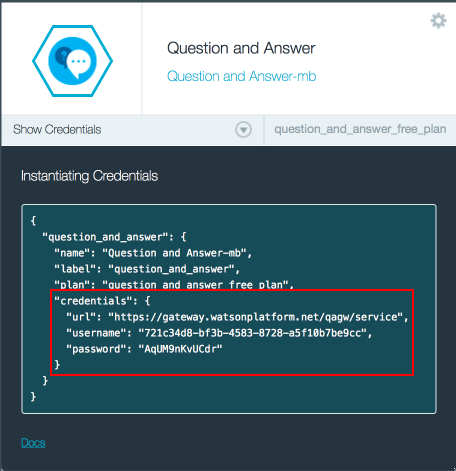 Question and Answer
Question and Answer-mb
Show Credentials
question_and_answer_free_plan
Instantiating Credentials
{
"question_and_answer": {
"name": "Question and Answer-mb",
"label": "question_and_answer",
"plan": "question_and_answer_free_plan",
"credentials": {
"url": "https://gateway.watsonplatform.net/qagw/service",
"username": "721c34d8-bf3b-4583-8728-a5f10b7be9cc",
"password": "AqUM9nKvUCdr"
}
}
}
Docs